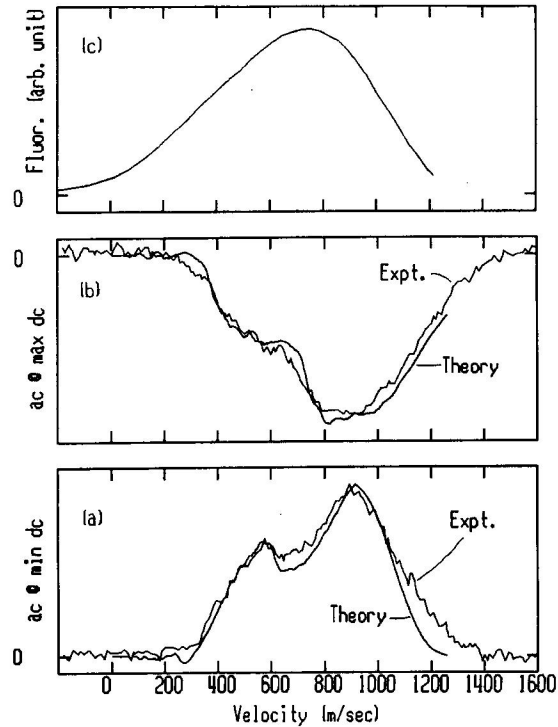 (c)
Fluor. (arb. unit)
0
0
(b)
ac @ max dc
Expt.
Theory
(a)
ac @ min dc
Expt.
Theory
0
0 200 400 600 800 1000 1200 1400 1600
Velocity (m/sec)